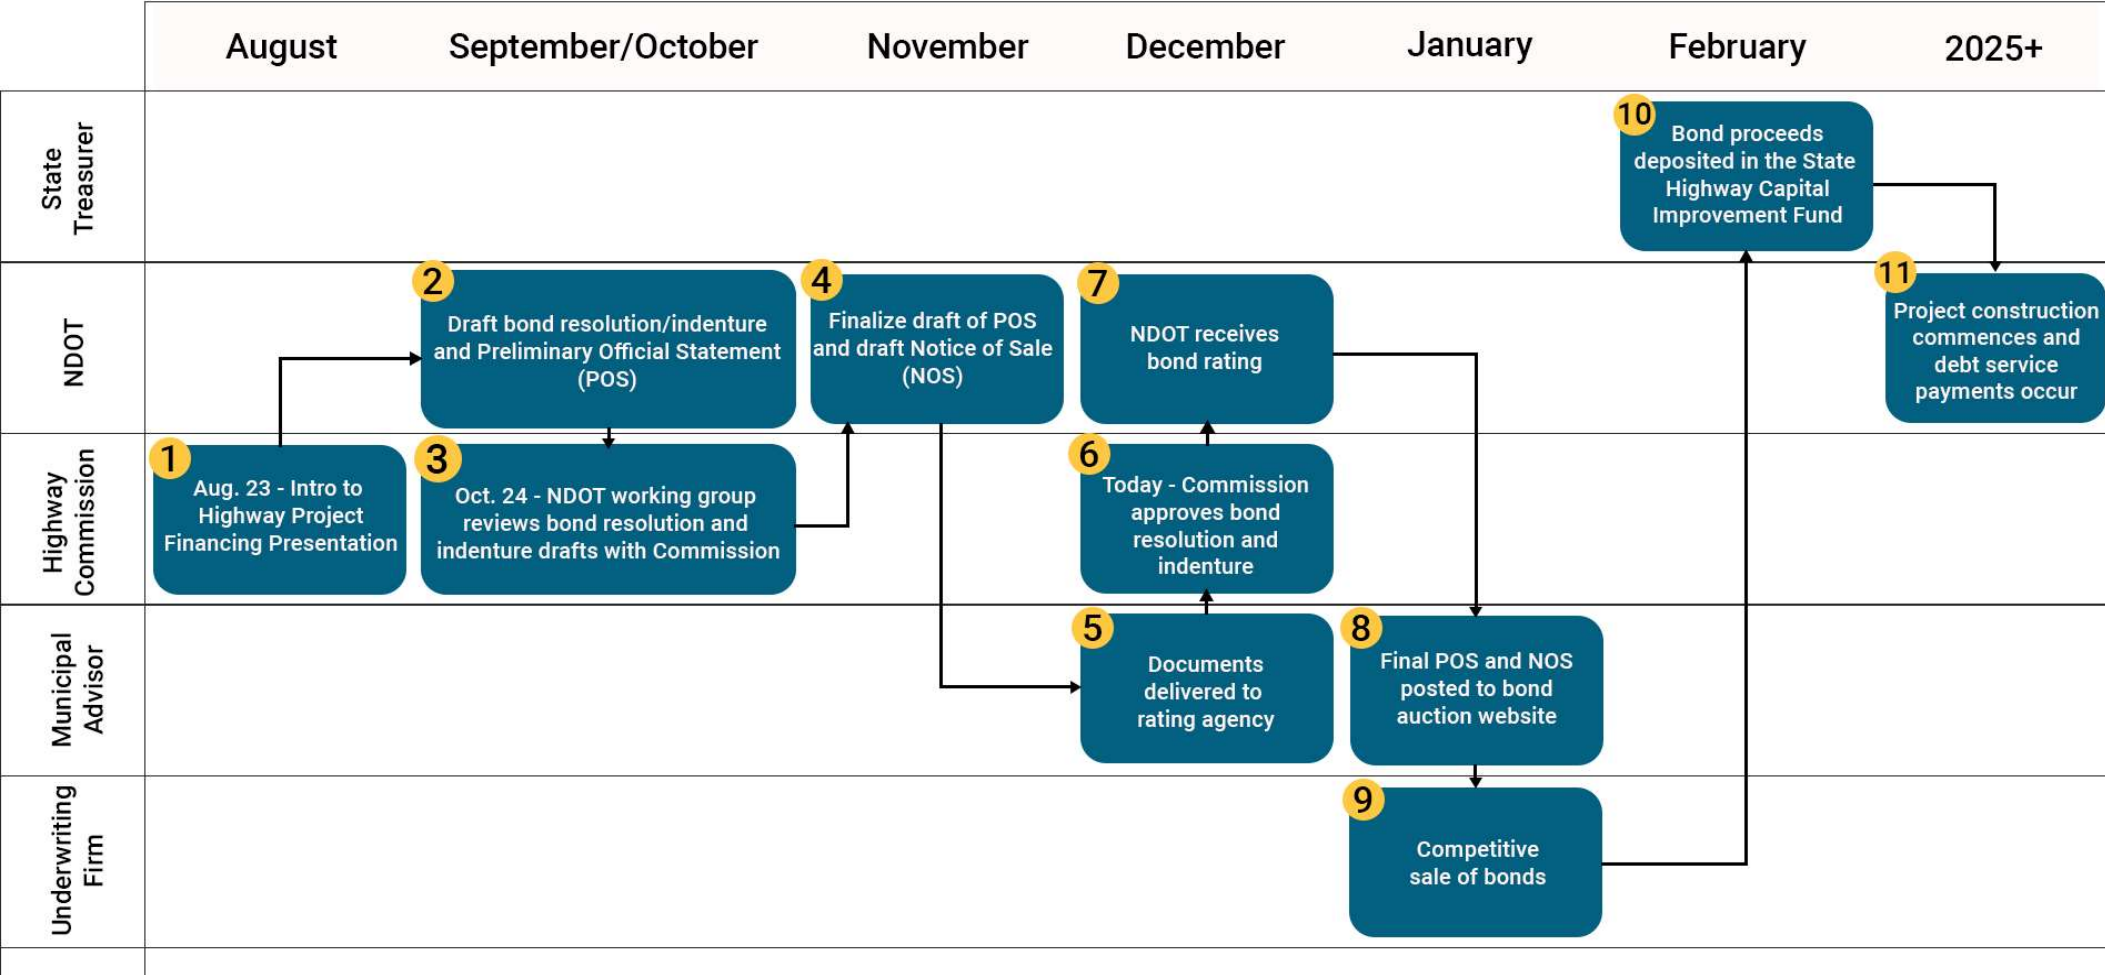 August
September/October
November
December
January
February
2025+
State
Treasurer
10
Bond proceeds
deposited in the State
Highway Capital
Improvement Fund
NDOT
2
Draft bond resolution/indenture
and Preliminary Official Statement
(POS)
4
Finalize draft of POS
and draft Notice of Sale
(NOS)
7
NDOT receives
bond rating
11
Project construction
commences and
debt service
payments occur
Highway
Commission
1
Aug. 23 - Intro to
Highway Project
Financing Presentation
3
Oct. 24 - NDOT working group
reviews bond resolution and
indenture drafts with Commission
6
Today - Commission
approves bond
resolution and
indenture
Municipal
Advisor
5
Documents
delivered to
rating agency
8
Final POS and NOS
posted to bond
auction website
Underwriting
Firm
9
Competitive
sale of bonds